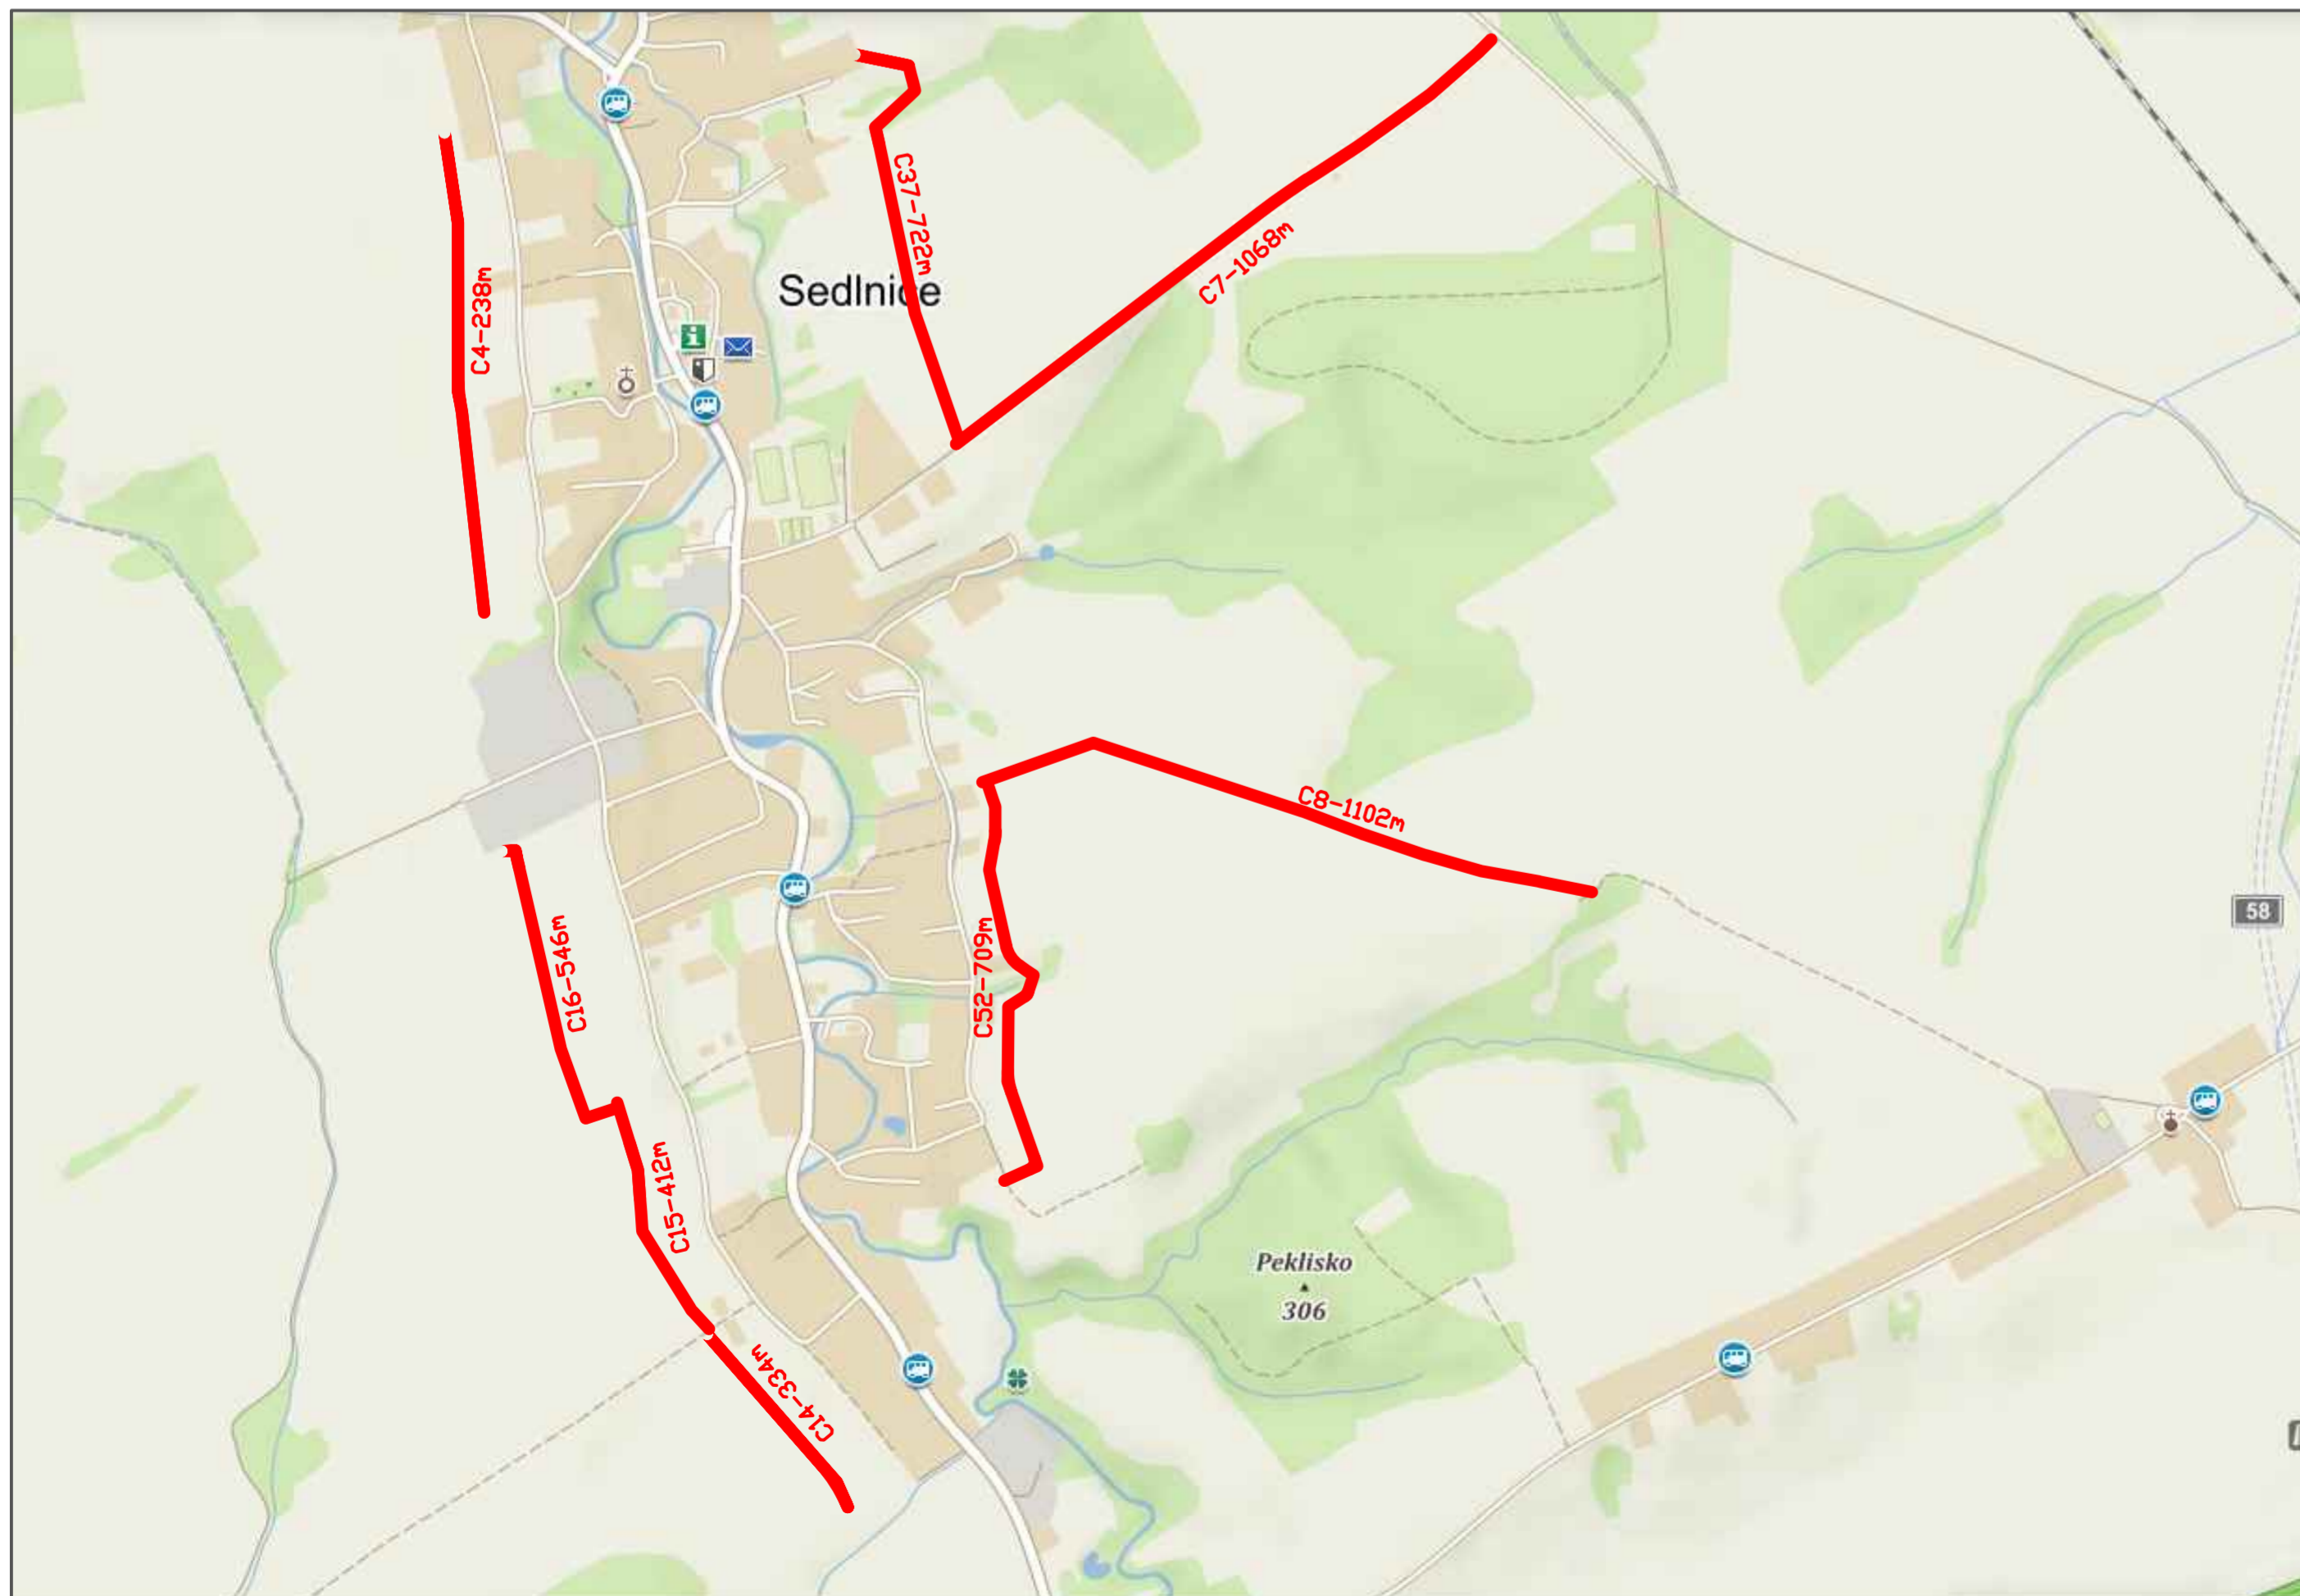 C37-722m
C7-1068m
C4-238m
Sedlnice
C8-1102m
58
C52-709m
C16-546m
C15-412m
Peklisko
306
C14-334m